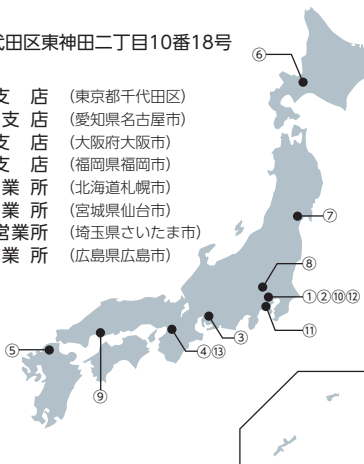 代田区東神田二丁目10番18号
支 店 (東京都千代田区)
支 店 (愛知県名古屋市)
支 店 (大阪府大阪市)
支 店 (福岡県福岡市)
業 所 (北海道札幌市)
業 所 (宮城県仙台市)
営業所 (埼玉県さいたま市)
業 所 (広島県広島市)
⑥
⑦
⑧
①②⑩⑫
⑪
③
④⑬
⑤
⑨